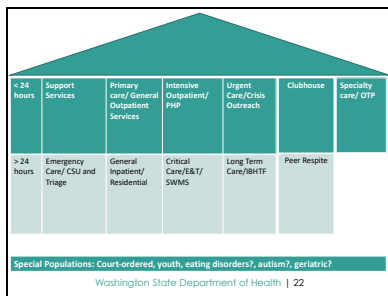 < 24 hours
Support Services
Primary care/ General Outpatient Services
Intensive Outpatient/ PHP
Urgent Care/Crisis Outreach
Clubhouse
Specialty care/ OTP
> 24 hours
Emergency Care/ CSU and Triage
General Inpatient/ Residential
Critical Care/E&T/ SWMS
Long Term Care/IBHTF
Peer Respite
Special Populations: Court-ordered, youth, eating disorders?, autism?, geriatric?
Washington State Department of Health | 22